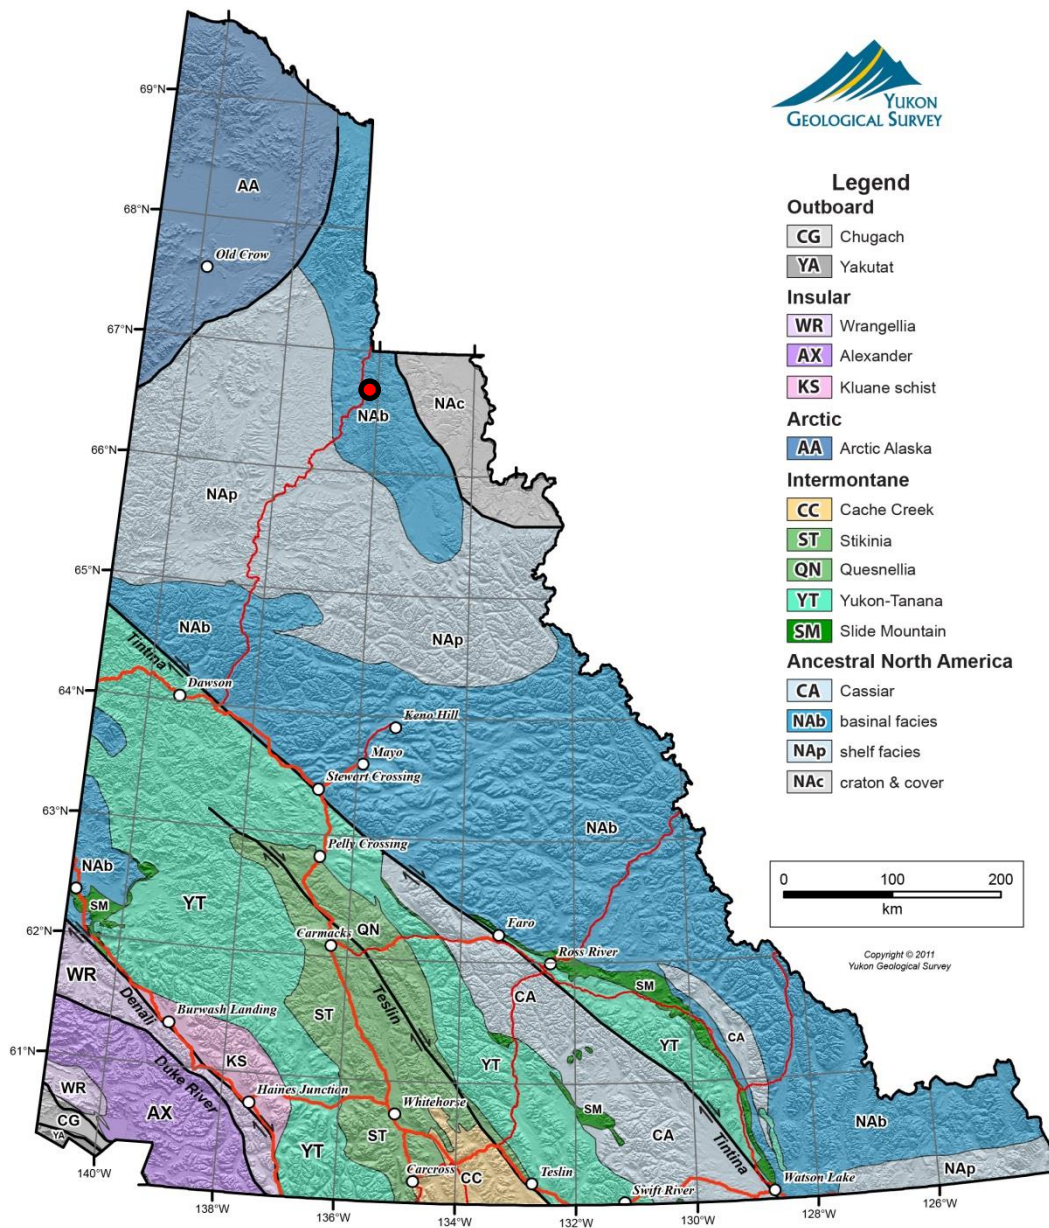 YUKON
GEOLOGICAL SURVEY
Legend
Outboard
CG Chugach
YA Yakutat
Insular
WR Wrangellia
AX Alexander
KS Kluane schist
Arctic
AA Arctic Alaska
Intermontane
CC Cache Creek
ST Stikinia
QN Quesnellia
YT Yukon-Tanana
SM Slide Mountain
Ancestral North America
CA Cassiar
NAb basinal facies
NAp shelf facies
NAc craton & cover
0 100 200
km
Copyright © 2011
Yukon Geological Survey
69°N
AA
68°N
Old Crow
67°N
NAc
NAb
66°N
NAp
65°N
NAb
NAp
Tintina
Dawson
64°N
Keno Hill
Mayo
Stewart Crossing
63°N
NAb
Pelly Crossing
NAb
YT
SM
QN
Faro
62°N
Carmacks
Ross River
WR
SM
CA
Denali
Teslin
Burwash Landing
ST
CA
61°N
KS
YT
YT
Duke River
WR
Haines Junction
AX
Whitehorse
SM
CG
YA
ST
CA
NAb
YT
Tintina
140°W
Carcross
CC
Teslin
Watson Lake
NAp
Swift River
138°W
136°W
134°W
132°W
130°W
128°W
126°W